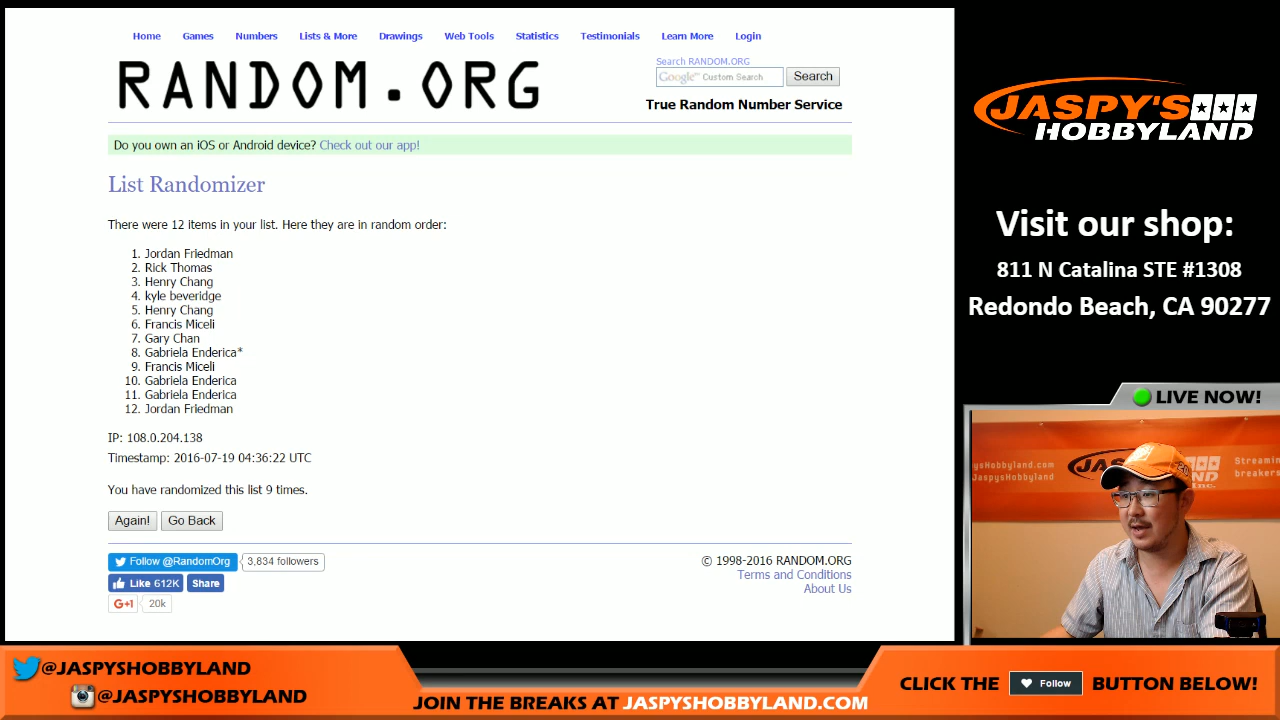 Home Games Numbers Lists & More Drawings Web Tools Statistics Testimonials Learn More Login
RANDOM.ORG
Search RANDOM.ORG
Google™ Custom Search Search
True Random Number Service
Do you own an iOS or Android device? Check out our app!
List Randomizer
There were 12 items in your list. Here they are in random order:
1. Jordan Friedman
2. Rick Thomas
3. Henry Chang
4. kyle beveridge
5. Henry Chang
6. Francis Miceli
7. Gary Chan
8. Gabriela Enderica*
9. Francis Miceli
10. Gabriela Enderica
11. Gabriela Enderica
12. Jordan Friedman
IP: 108.0.204.138
Timestamp: 2016-07-19 04:36:22 UTC
You have randomized this list 9 times.
Again! Go Back
Follow @RandomOrg 3,834 followers
Like 612K Share
G+1 20k
© 1998-2016 RANDOM.ORG
Terms and Conditions
About Us
JASPY'S
HOBBYLAND
Visit our shop:
811 N Catalina STE #1308
Redondo Beach, CA 90277
LIVE NOW!
@JASPYSHOBBYLAND
@JASPYSHOBBYLAND
JOIN THE BREAKS AT JASPYSHOBBYLAND.COM
CLICK THE Follow BUTTON BELOW!